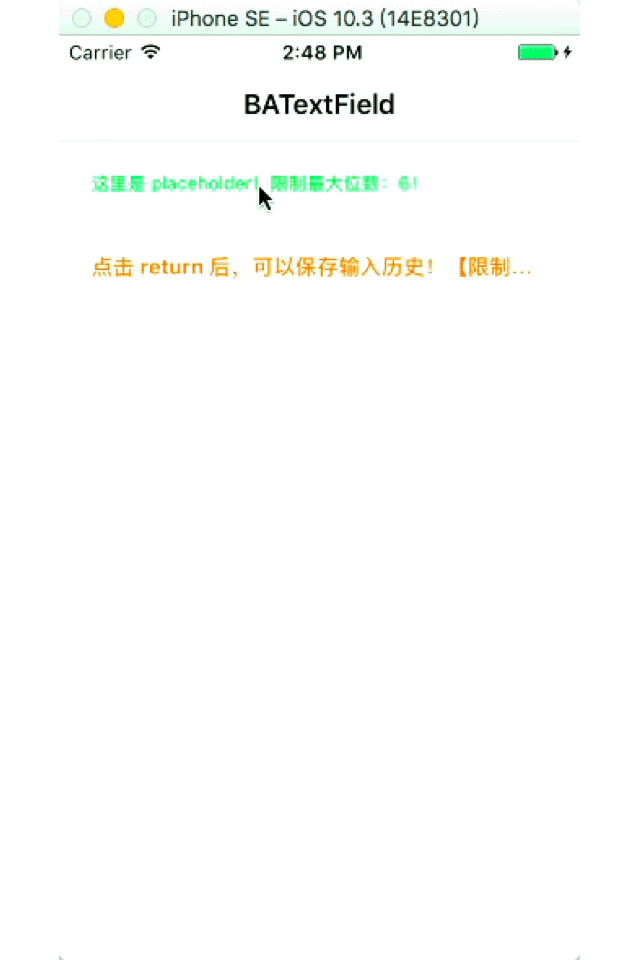 iPhone SE – iOS 10.3 (14E8301)
Carrier 2:48 PM
BATextField
这里是 placeholder！限制最大位数：6！
点击 return 后，可以保存输入历史！【限制...